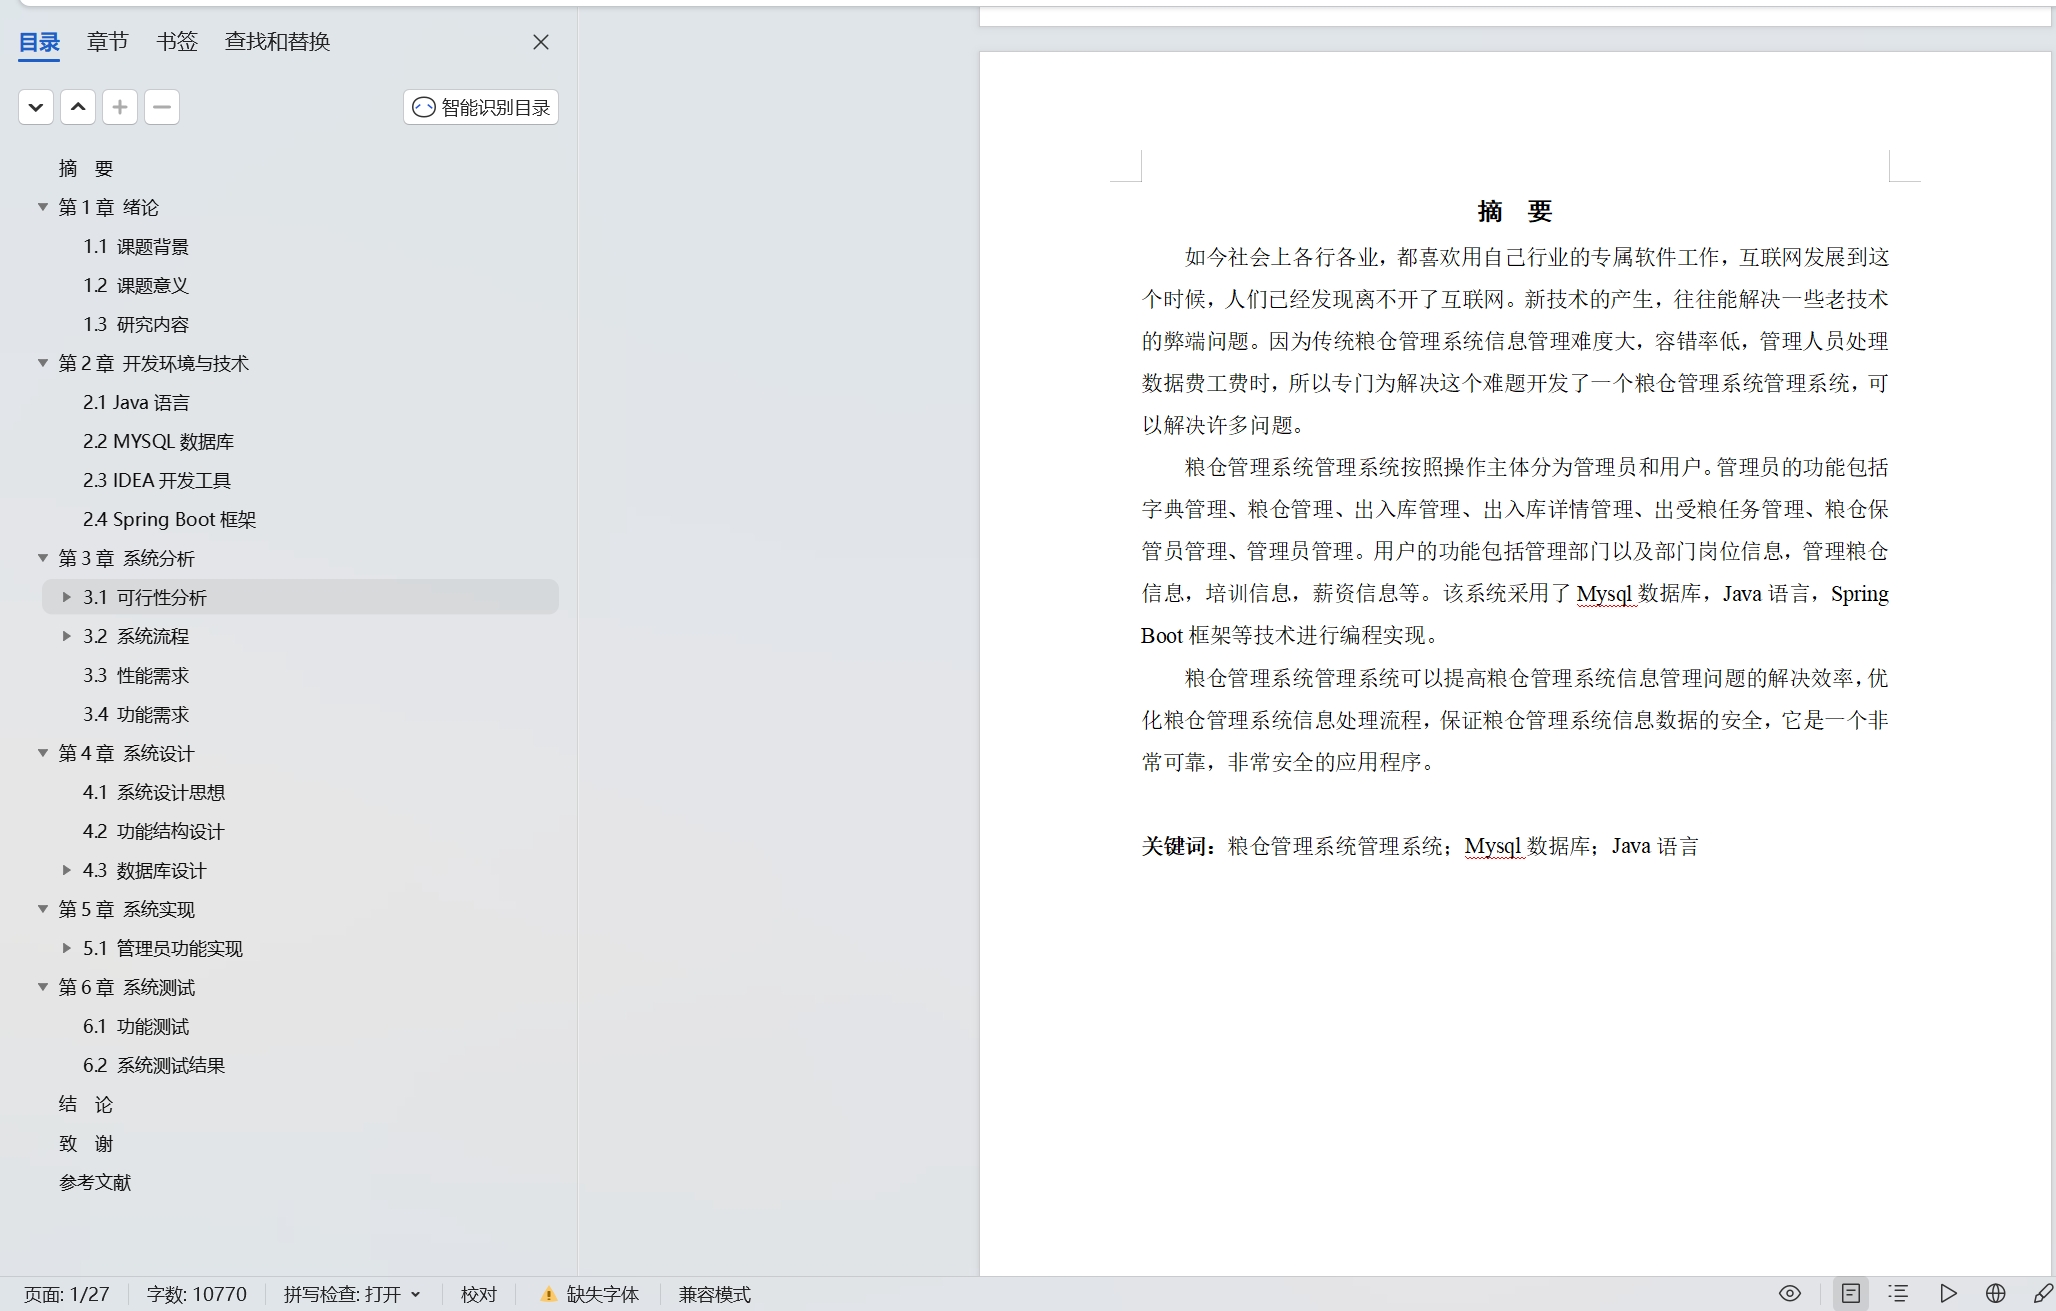 目录 章节 书签 查找和替换
智能识别目录
摘 要
第1章 绪论
1.1 课题背景
1.2 课题意义
1.3 研究内容
第2章 开发环境与技术
2.1 Java 语言
2.2 MYSQL 数据库
2.3 IDEA 开发工具
2.4 Spring Boot 框架
第3章 系统分析
3.1 可行性分析
3.2 系统流程
3.3 性能需求
3.4 功能需求
第4章 系统设计
4.1 系统设计思想
4.2 功能结构设计
4.3 数据库设计
第5章 系统实现
5.1 管理员功能实现
第6章 系统测试
6.1 功能测试
6.2 系统测试结果
结 论
致 谢
参考文献
摘 要
如今社会上各行各业，都喜欢用自己行业的专属软件工作，互联网发展到这
个时候，人们已经发现离不开了互联网。新技术的产生，往往能解决一些老技术
的弊端问题。因为传统粮仓管理系统信息管理难度大，容错率低，管理人员处理
数据费工费时，所以专门为解决这个难题开发了一个粮仓管理系统管理系统，可
以解决许多问题。
粮仓管理系统管理系统按照操作主体分为管理员和用户。管理员的功能包括
字典管理、粮仓管理、出入库管理、出入库详情管理、出受粮任务管理、粮仓保
管员管理、管理员管理。用户的功能包括管理部门以及部门岗位信息，管理粮仓
信息，培训信息，薪资信息等。该系统采用了 Mysql 数据库，Java 语言，Spring
Boot 框架等技术进行编程实现。
粮仓管理系统管理系统可以提高粮仓管理系统信息管理问题的解决效率，优
化粮仓管理系统信息处理流程，保证粮仓管理系统信息数据的安全，它是一个非
常可靠，非常安全的应用程序。
关键词：粮仓管理系统管理系统；Mysql 数据库；Java 语言
页面: 1/27 字数: 10770 拼写检查: 打开 校对 缺失字体 兼容模式